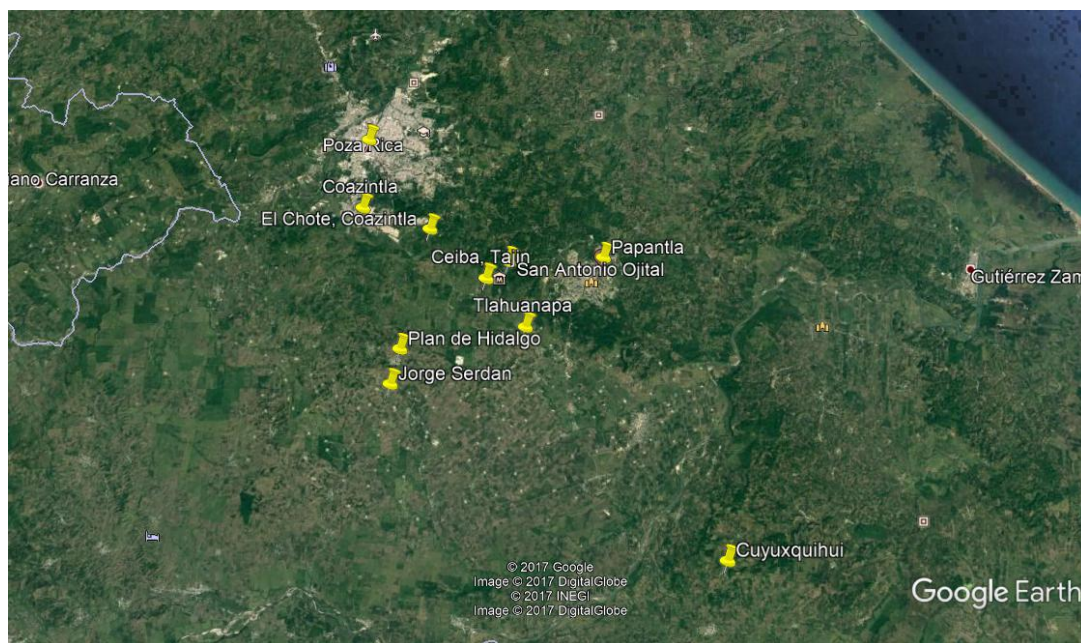 Poza Rica
iano Carranza
Coazintla
El Chote, Coazintla
Papantla
Ceiba, Tajin
San Antonio Ojital
Gutiérrez Zam
Tlahuanapa
Plan de Hidalgo
Jorge Serdan
Cuyuxquihui
© 2017 Google
Image © 2017 DigitalGlobe
© 2017 INEGI
Image © 2017 DigitalGlobe
Google Earth